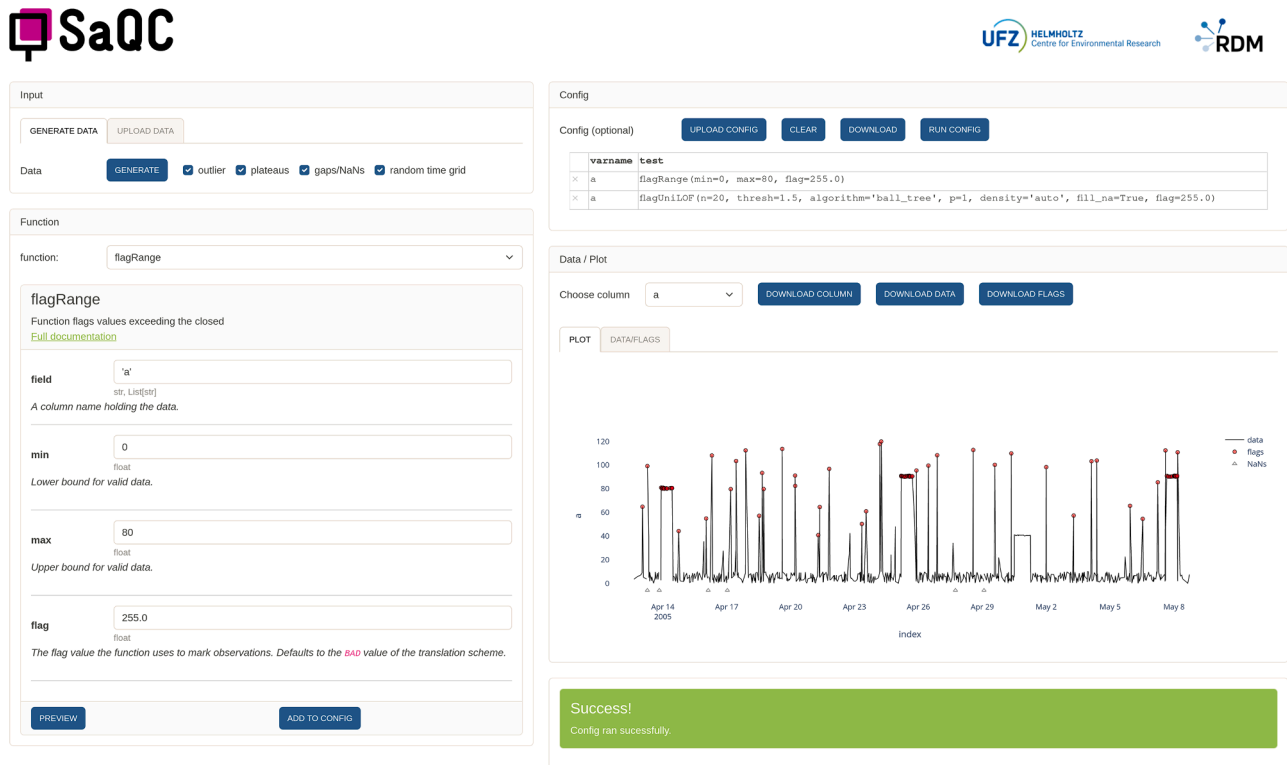 SaQC
UFZ HELMHOLTZ
Centre for Environmental Research
RDM
Input
GENERATE DATA UPLOAD DATA
Data GENERATE outlier plateaus gaps/NaNs random time grid
Function
function: flagRange
flagRange
Function flags values exceeding the closed
Full documentation
field 'a'
str, List[str]
A column name holding the data.
min 0
float
Lower bound for valid data.
max 80
float
Upper bound for valid data.
flag 255.0
float
The flag value the function uses to mark observations. Defaults to the BAD value of the translation scheme.
PREVIEW ADD TO CONFIG
Config
Config (optional) UPLOAD CONFIG CLEAR DOWNLOAD RUN CONFIG
varname test
× a flagRange(min=0, max=80, flag=255.0)
× a flagUniLOF(n=20, thresh=1.5, algorithm='ball_tree', p=1, density='auto', fill_na=True, flag=255.0)
Data / Plot
Choose column a DOWNLOAD COLUMN DOWNLOAD DATA DOWNLOAD FLAGS
PLOT DATA/FLAGS
120
100
80
60
40
20
0
a
data
flags
NaNs
Apr 14 Apr 17 Apr 20 Apr 23 Apr 26 Apr 29 May 2 May 5 May 8
2005
index
Success!
Config ran sucessfully.